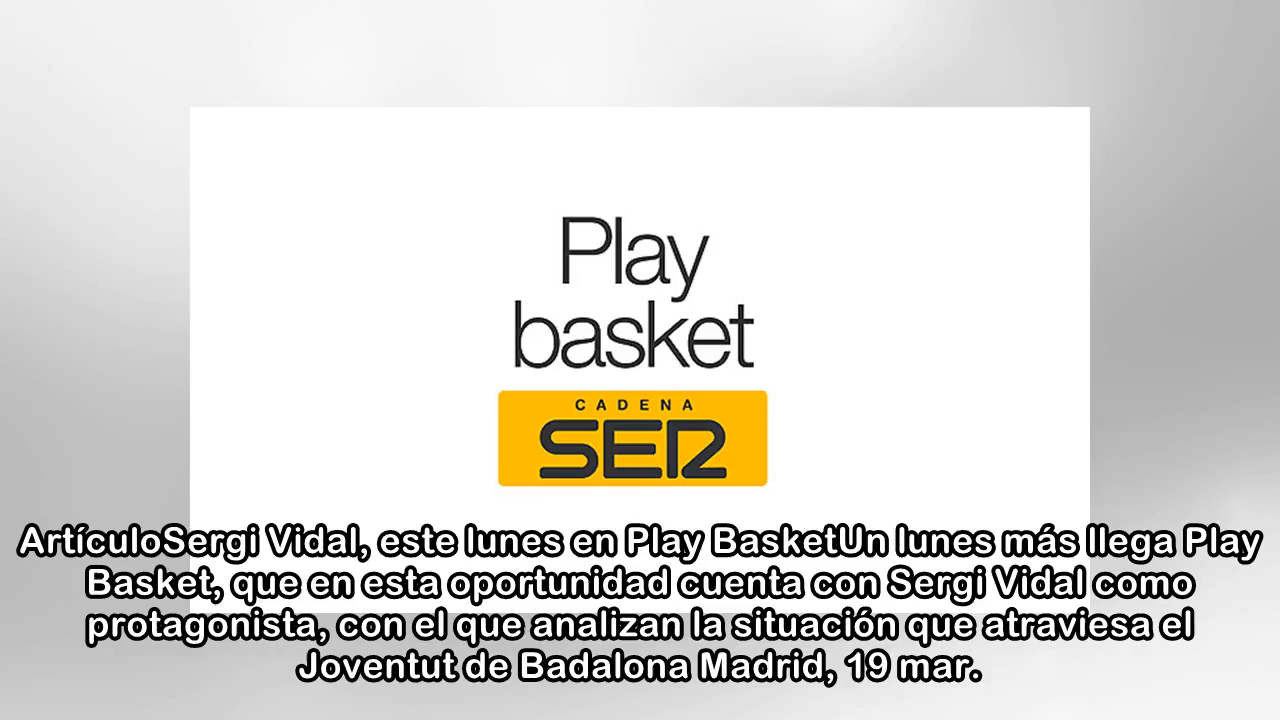 Play
basket
CADENA
SER
ArtículoSergi Vidal, este lunes en Play BasketUn lunes más llega Play
Basket, que en esta oportunidad cuenta con Sergi Vidal como
protagonista, con el que analizan la situación que atraviesa el
Joventut de Badalona Madrid, 19 mar.